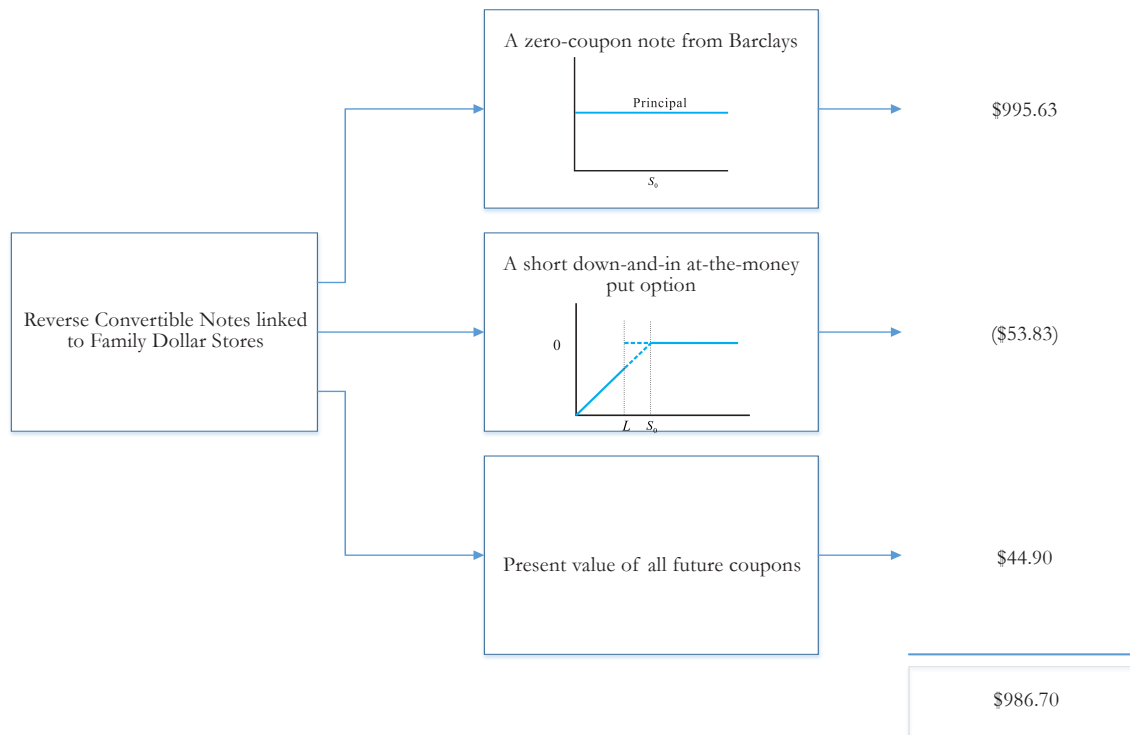 A zero-coupon note from Barclays
Principal
S₀
$995.63
Reverse Convertible Notes linked
to Family Dollar Stores
A short down-and-in at-the-money
put option
0
L S₀
($53.83)
Present value of all future coupons
$44.90
$986.70